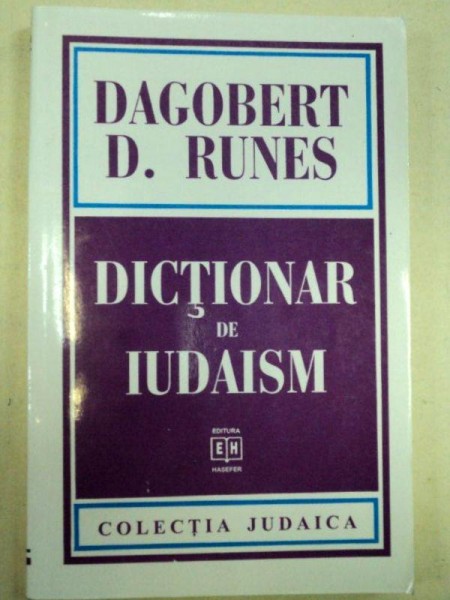 DAGOBERT
D. RUNES
DICŢIONAR
DE
IUDAISM
EDITURA
EH
HASEFER
COLECŢIA JUDAICA